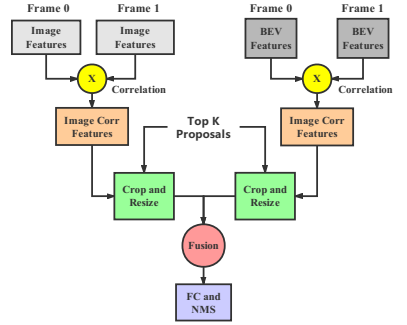 Frame 0
Frame 1
Frame 0
Frame 1
Image
Features
Image
Features
BEV
Features
BEV
Features
X
X
Correlation
Correlation
Image Corr
Features
Top K
Proposals
Image Corr
Features
Crop and
Resize
Crop and
Resize
Fusion
FC and
NMS